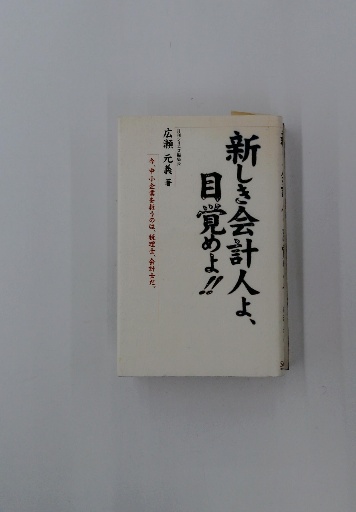 新しき会計人よ、
目覚めよ!!
広瀬元義 著
今、中小企業を救うのは、税理士、会計士だ。